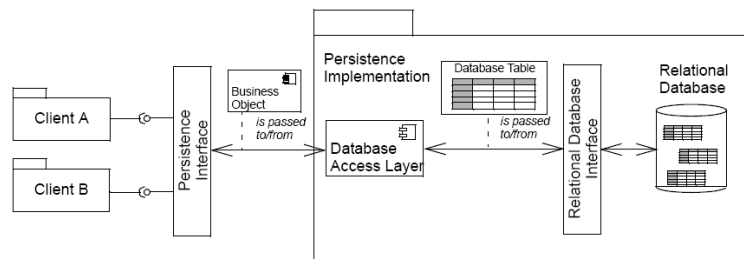 Client A
Client B
Persistence
Interface
Business
Object
is passed
to/from
Persistence
Implementation
Database
Access Layer
Database Table
is passed
to/from
Relational Database
Interface
Relational
Database